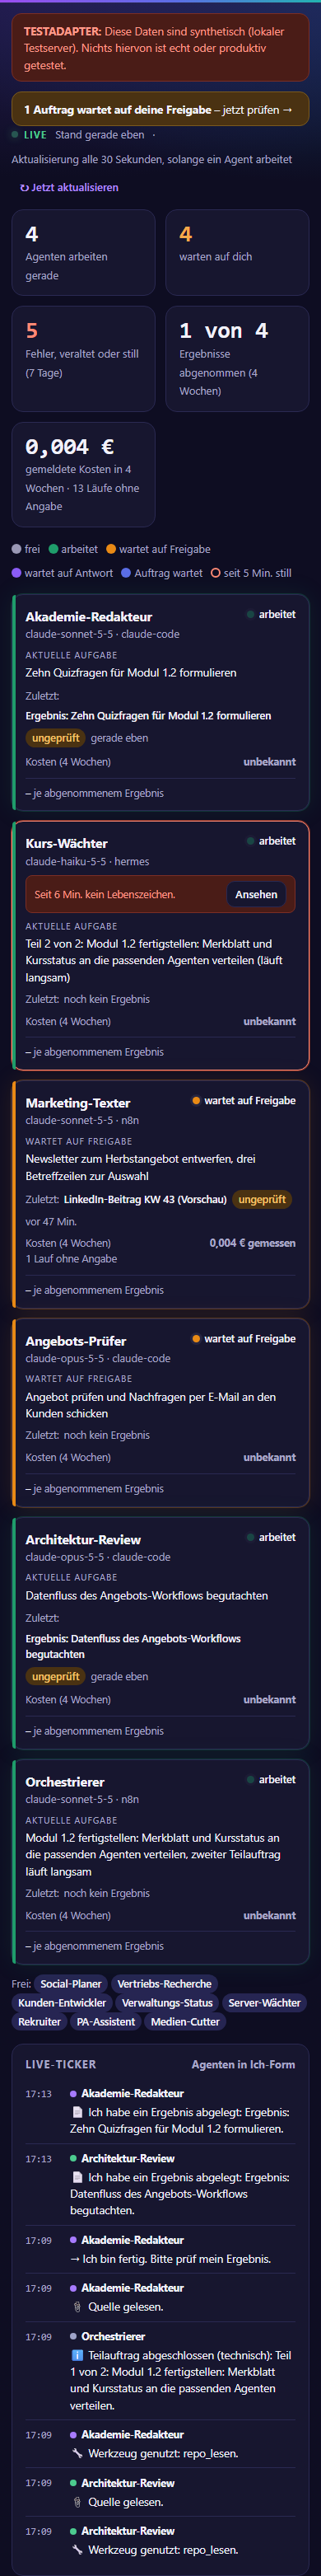 TESTADAPTER: Diese Daten sind synthetisch (lokaler
Testserver). Nichts hiervon ist echt oder produktiv
getestet.
1 Auftrag wartet auf deine Freigabe – jetzt prüfen →
LIVE Stand gerade eben ·
Aktualisierung alle 30 Sekunden, solange ein Agent arbeitet
↻ Jetzt aktualisieren
4
Agenten arbeiten
gerade
4
warten auf dich
5
Fehler, veraltet oder still
(7 Tage)
1 von 4
Ergebnisse
abgenommen (4
Wochen)
0,004 €
gemeldete Kosten in 4
Wochen · 13 Läufe ohne
Angabe
frei arbeitet wartet auf Freigabe
wartet auf Antwort Auftrag wartet seit 5 Min. still
Akademie-Redakteur arbeitet
claude-sonnet-5-5 · claude-code
AKTUELLE AUFGABE
Zehn Quizfragen für Modul 1.2 formulieren
Zuletzt:
Ergebnis: Zehn Quizfragen für Modul 1.2 formulieren
ungeprüft gerade eben
Kosten (4 Wochen) unbekannt
– je abgenommenem Ergebnis
Kurs-Wächter arbeitet
claude-haiku-5-5 · hermes
Seit 6 Min. kein Lebenszeichen. Ansehen
AKTUELLE AUFGABE
Teil 2 von 2: Modul 1.2 fertigstellen: Merkblatt und
Kursstatus an die passenden Agenten verteilen (läuft
langsam)
Zuletzt: noch kein Ergebnis
Kosten (4 Wochen) unbekannt
– je abgenommenem Ergebnis
Marketing-Texter wartet auf Freigabe
claude-sonnet-5-5 · n8n
WARTET AUF FREIGABE
Newsletter zum Herbstangebot entwerfen, drei
Betreffzeilen zur Auswahl
Zuletzt: LinkedIn-Beitrag KW 43 (Vorschau) ungeprüft
vor 47 Min.
Kosten (4 Wochen) 0,004 € gemessen
1 Lauf ohne Angabe
– je abgenommenem Ergebnis
Angebots-Prüfer wartet auf Freigabe
claude-opus-5-5 · claude-code
WARTET AUF FREIGABE
Angebot prüfen und Nachfragen per E-Mail an den
Kunden schicken
Zuletzt: noch kein Ergebnis
Kosten (4 Wochen) unbekannt
– je abgenommenem Ergebnis
Architektur-Review arbeitet
claude-opus-5-5 · claude-code
AKTUELLE AUFGABE
Datenfluss des Angebots-Workflows begutachten
Zuletzt:
Ergebnis: Datenfluss des Angebots-Workflows
begutachten
ungeprüft gerade eben
Kosten (4 Wochen) unbekannt
– je abgenommenem Ergebnis
Orchestrierer arbeitet
claude-sonnet-5-5 · n8n
AKTUELLE AUFGABE
Modul 1.2 fertigstellen: Merkblatt und Kursstatus an
die passenden Agenten verteilen, zweiter Teilauftrag
läuft langsam
Zuletzt: noch kein Ergebnis
Kosten (4 Wochen) unbekannt
– je abgenommenem Ergebnis
Frei: Social-Planer Vertriebs-Recherche
Kunden-Entwickler Verwaltungs-Status Server-Wächter
Rekruiter PA-Assistent Medien-Cutter
LIVE-TICKER Agenten in Ich-Form
17:13 Akademie-Redakteur
Ich habe ein Ergebnis abgelegt: Ergebnis:
Zehn Quizfragen für Modul 1.2 formulieren.
17:13 Architektur-Review
Ich habe ein Ergebnis abgelegt: Ergebnis:
Datenfluss des Angebots-Workflows
begutachten.
17:09 Akademie-Redakteur
→ Ich bin fertig. Bitte prüf mein Ergebnis.
17:09 Akademie-Redakteur
Quelle gelesen.
17:09 Orchestrierer
Teilauftrag abgeschlossen (technisch): Teil
1 von 2: Modul 1.2 fertigstellen: Merkblatt
und Kursstatus an die passenden Agenten
verteilen.
17:09 Akademie-Redakteur
Werkzeug genutzt: repo_lesen.
17:09 Architektur-Review
Quelle gelesen.
17:09 Architektur-Review
Werkzeug genutzt: repo_lesen.